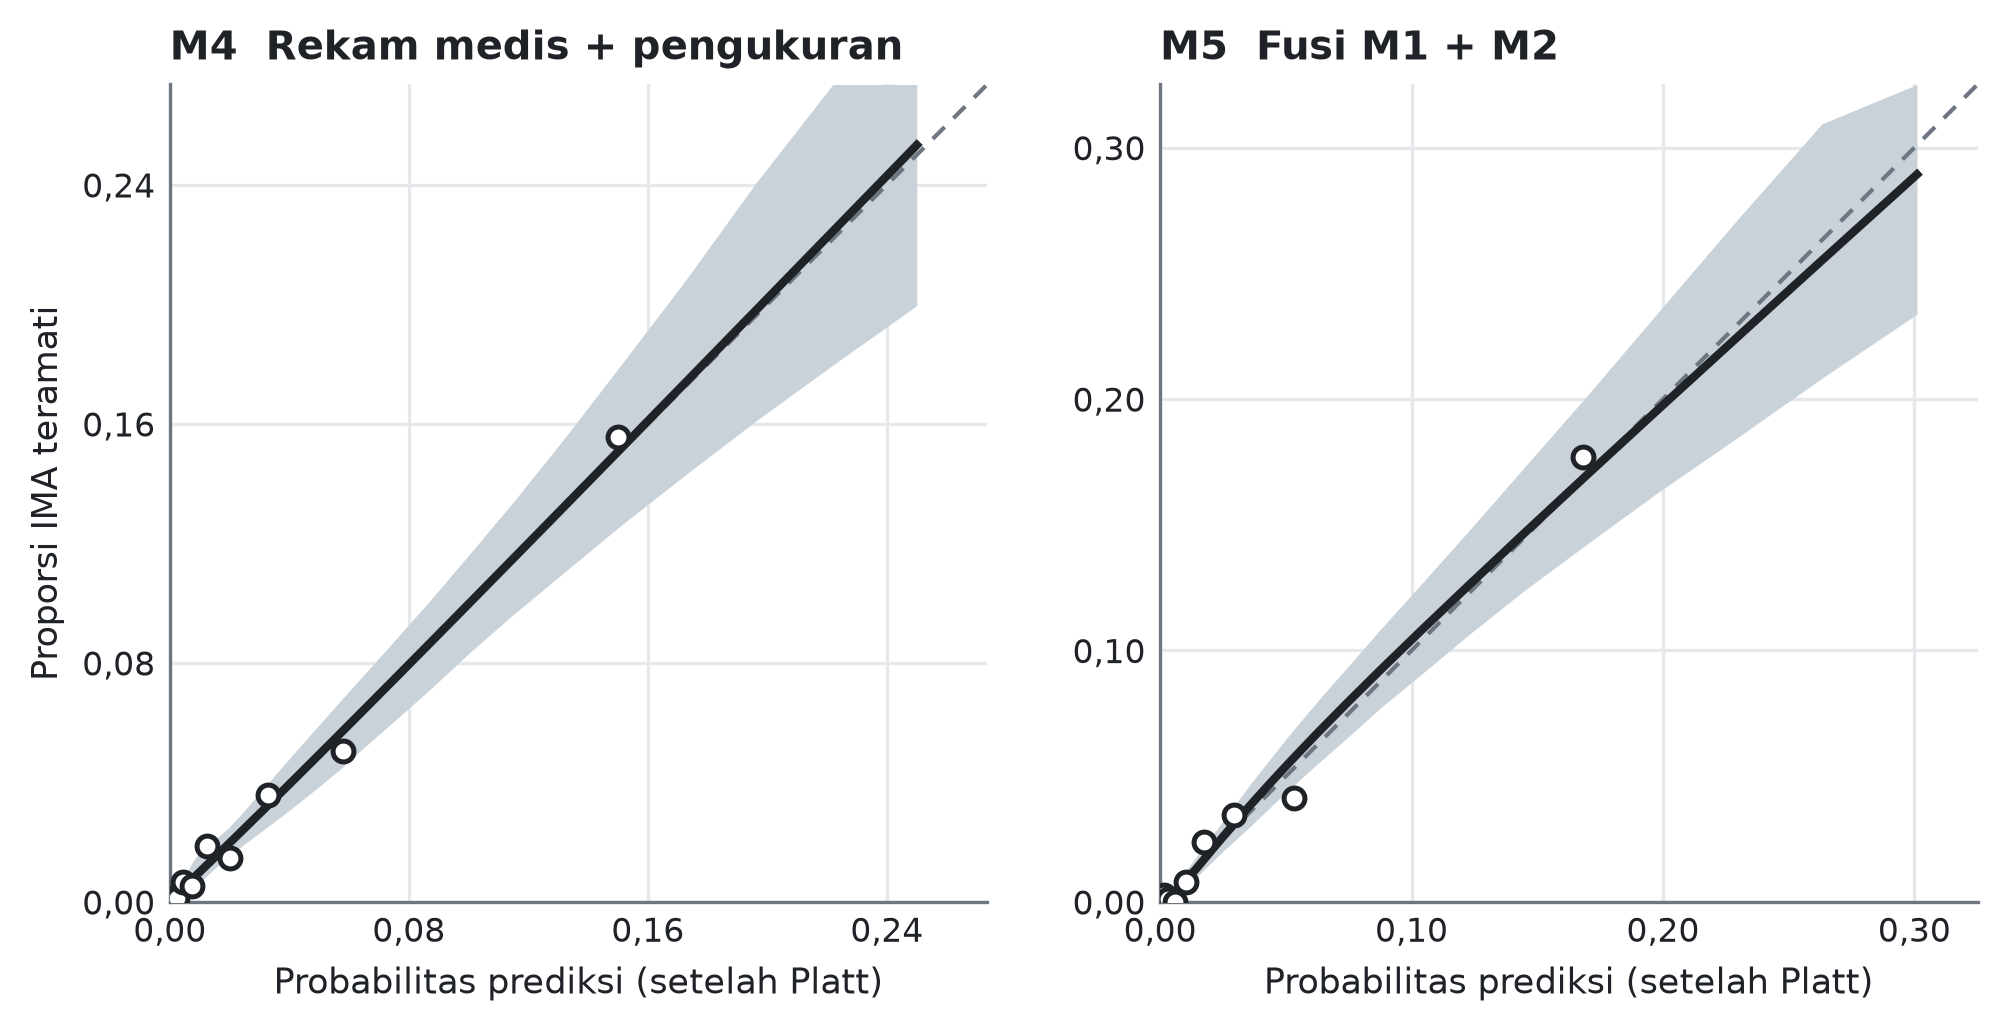 M4 Rekam medis + pengukuran
Proporsi IMA teramati
0,24
0,16
0,08
0,00
0,00 0,08 0,16 0,24
Probabilitas prediksi (setelah Platt)
M5 Fusi M1 + M2
0,30
0,20
0,10
0,00
0,00 0,10 0,20 0,30
Probabilitas prediksi (setelah Platt)